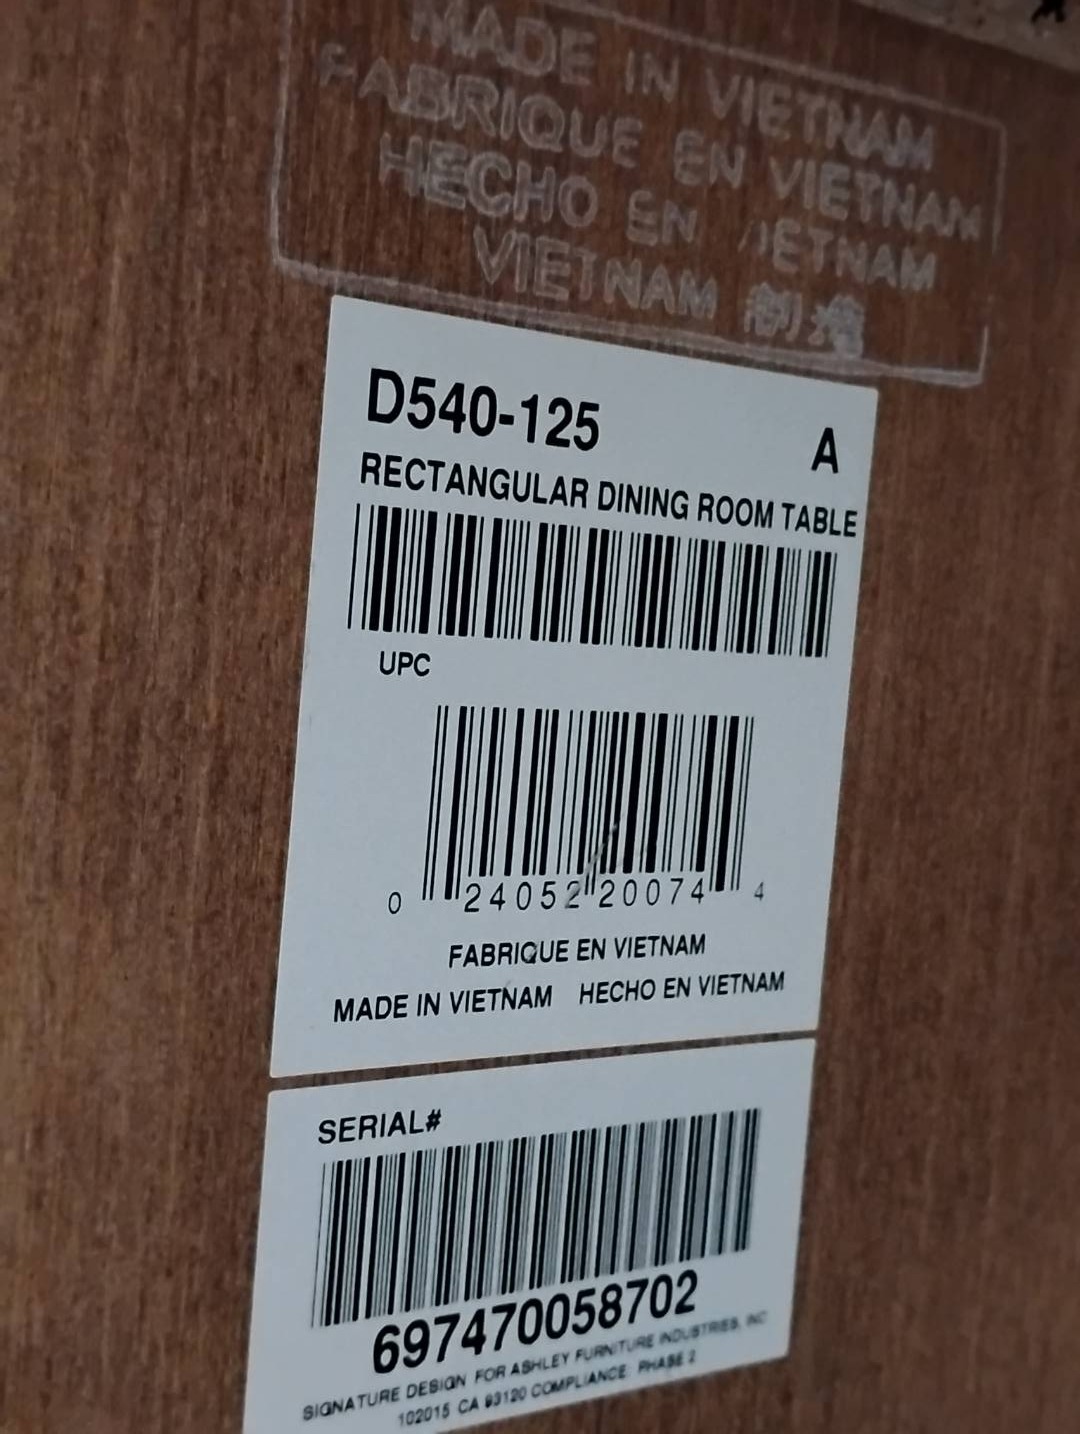 MADE IN VIETNAM
FABRIQUE EN VIETNAM
HECHO EN VIETNAM
VIETNAM 製造
D540-125
A
RECTANGULAR DINING ROOM TABLE
UPC
0 24052 20074 4
FABRIQUE EN VIETNAM
MADE IN VIETNAM HECHO EN VIETNAM
SERIAL#
697470058702
SIGNATURE DESIGN FOR ASHLEY FURNITURE INDUSTRIES, INC
102015 CA 93120 COMPLIANCE PHASE 2